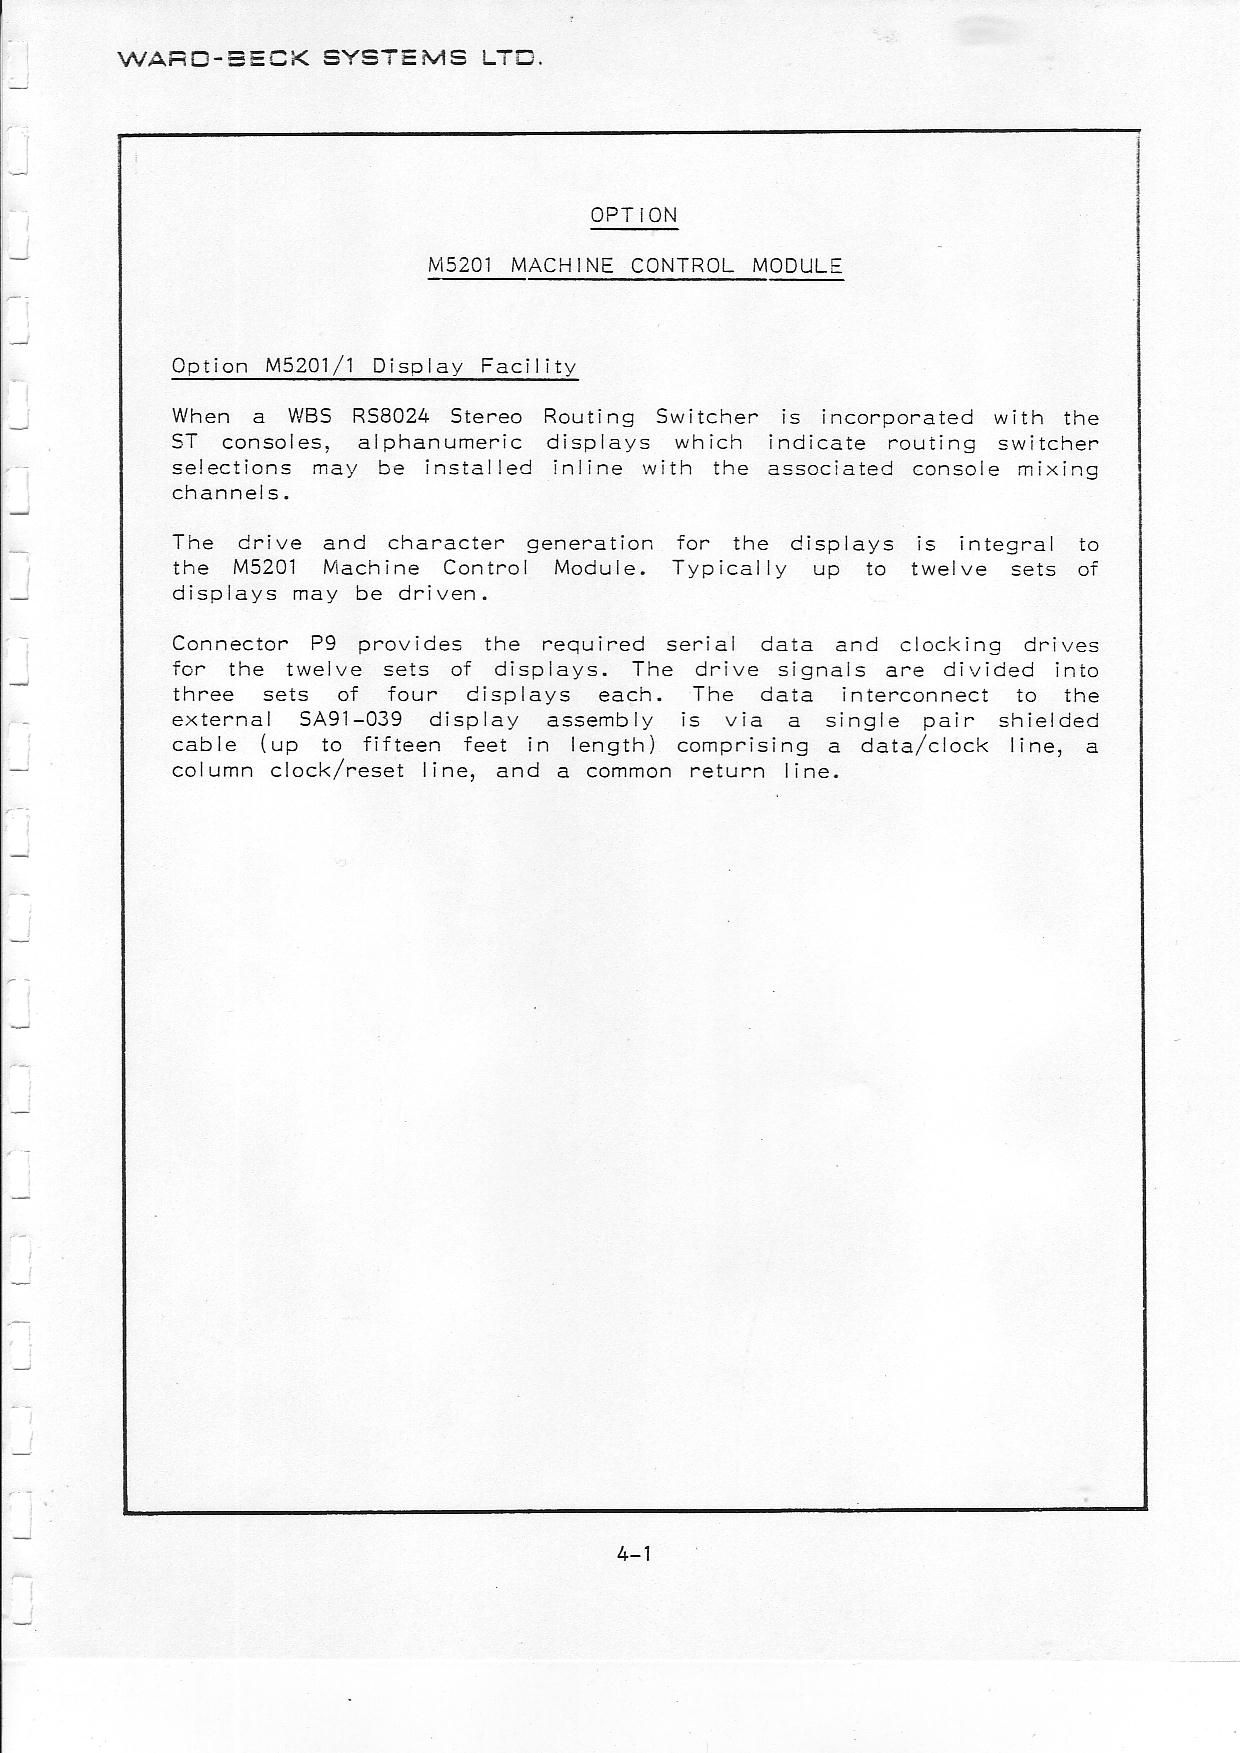 WARD-BECK SYSTEMS LTD.
OPTION
M5201 MACHINE CONTROL MODULE
Option M5201/1 Display Facility
When a WBS RS8024 Stereo Routing Switcher is incorporated with the
ST consoles, alphanumeric displays which indicate routing switcher
selections may be installed inline with the associated console mixing
channels.
The drive and character generation for the displays is integral to
the M5201 Machine Control Module. Typically up to twelve sets of
displays may be driven.
Connector P9 provides the required serial data and clocking drives
for the twelve sets of displays. The drive signals are divided into
three sets of four displays each. The data interconnect to the
external SA91-039 display assembly is via a single pair shielded
cable (up to fifteen feet in length) comprising a data/clock line, a
column clock/reset line, and a common return line.
4-1